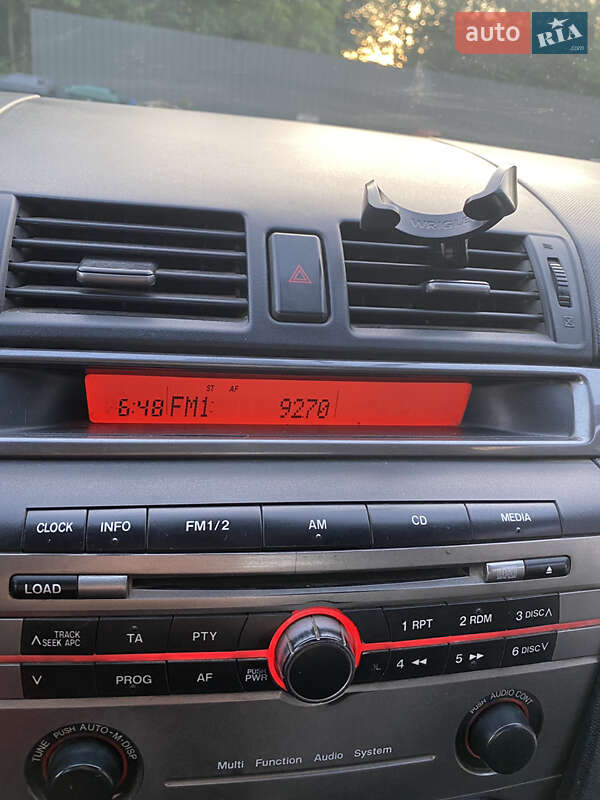 auto RIA .com
WRIGLE
ST AF
6:48 FM1 9270
CLOCK INFO FM1/2 AM CD MEDIA
LOAD
TRACK
SEEK APC
TA PTY
1 RPT 2 RDM 3 DISC
PROG AF
PUSH
PWR
4 5 6 DISC
TUNE PUSH AUTO-M·DISP
PUSH AUDIO CONT
Multi Function Audio System